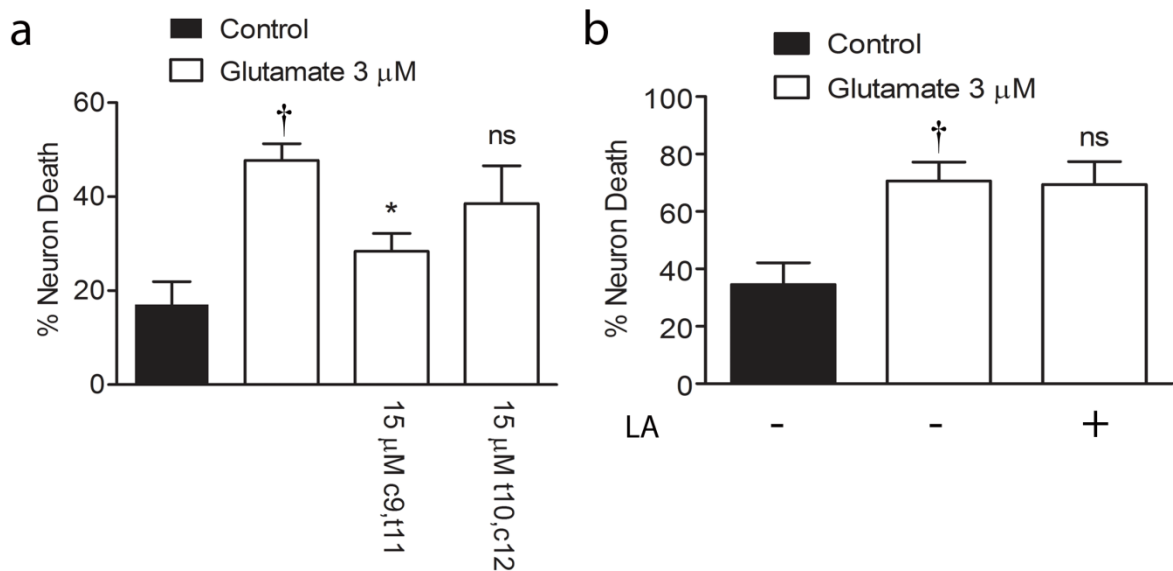 a
Control
Glutamate 3 μM
% Neuron Death
60
40
20
0
†
*
ns
15 μM c9,t11
15 μM t10,c12
b
Control
Glutamate 3 μM
% Neuron Death
100
80
60
40
20
0
†
ns
LA - - +